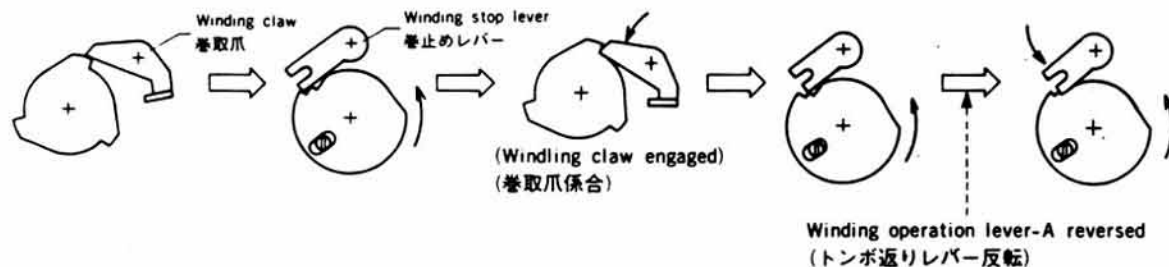 Winding claw
巻取爪
Winding stop lever
巻止めレバー
(Windling claw engaged)
(巻取爪係合)
Winding operation lever-A reversed
(トンボ返りレバー反転)